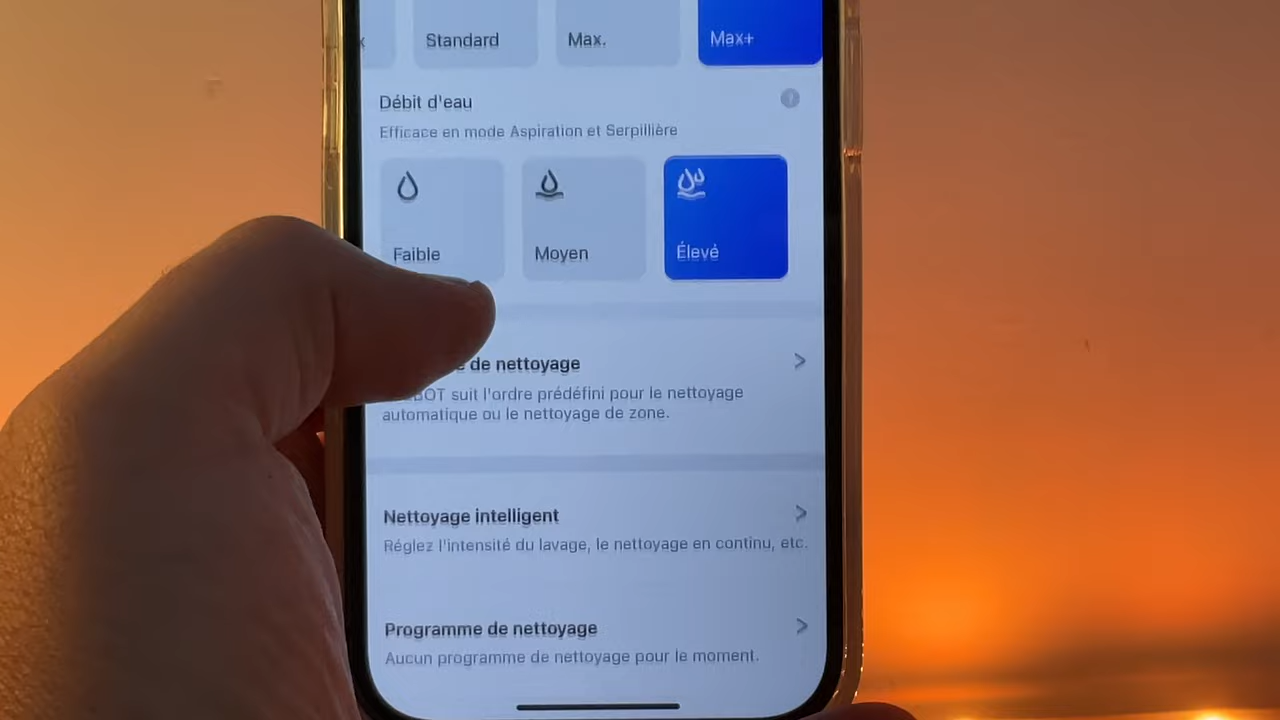 Standard
Max.
Max+
Débit d'eau
?
Efficace en mode Aspiration et Serpillière
Faible
Moyen
Élevé
de nettoyage
BOT suit l'ordre prédéfini pour le nettoyage
automatique ou le nettoyage de zone.
Nettoyage intelligent
Réglez l'intensité du lavage, le nettoyage en continu, etc.
Programme de nettoyage
Aucun programme de nettoyage pour le moment.